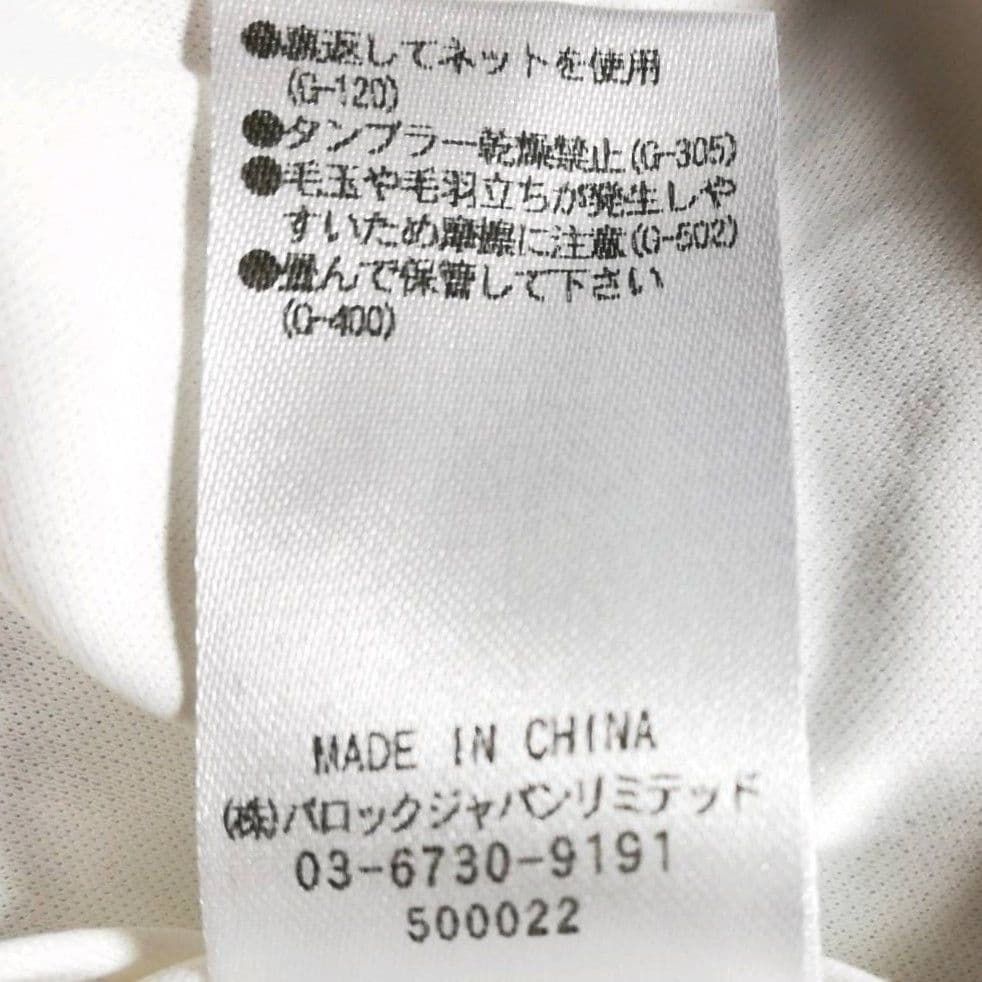 ●裏返してネットを使用
(G-120)
●タンブラー乾燥禁止(G-305)
●毛玉や毛羽立ちが発生しや
すいため摩擦に注意(G-502)
●畳んで保管して下さい
(G-400)
MADE IN CHINA
(株)バロックジャパンリミテッド
03-6730-9191
500022